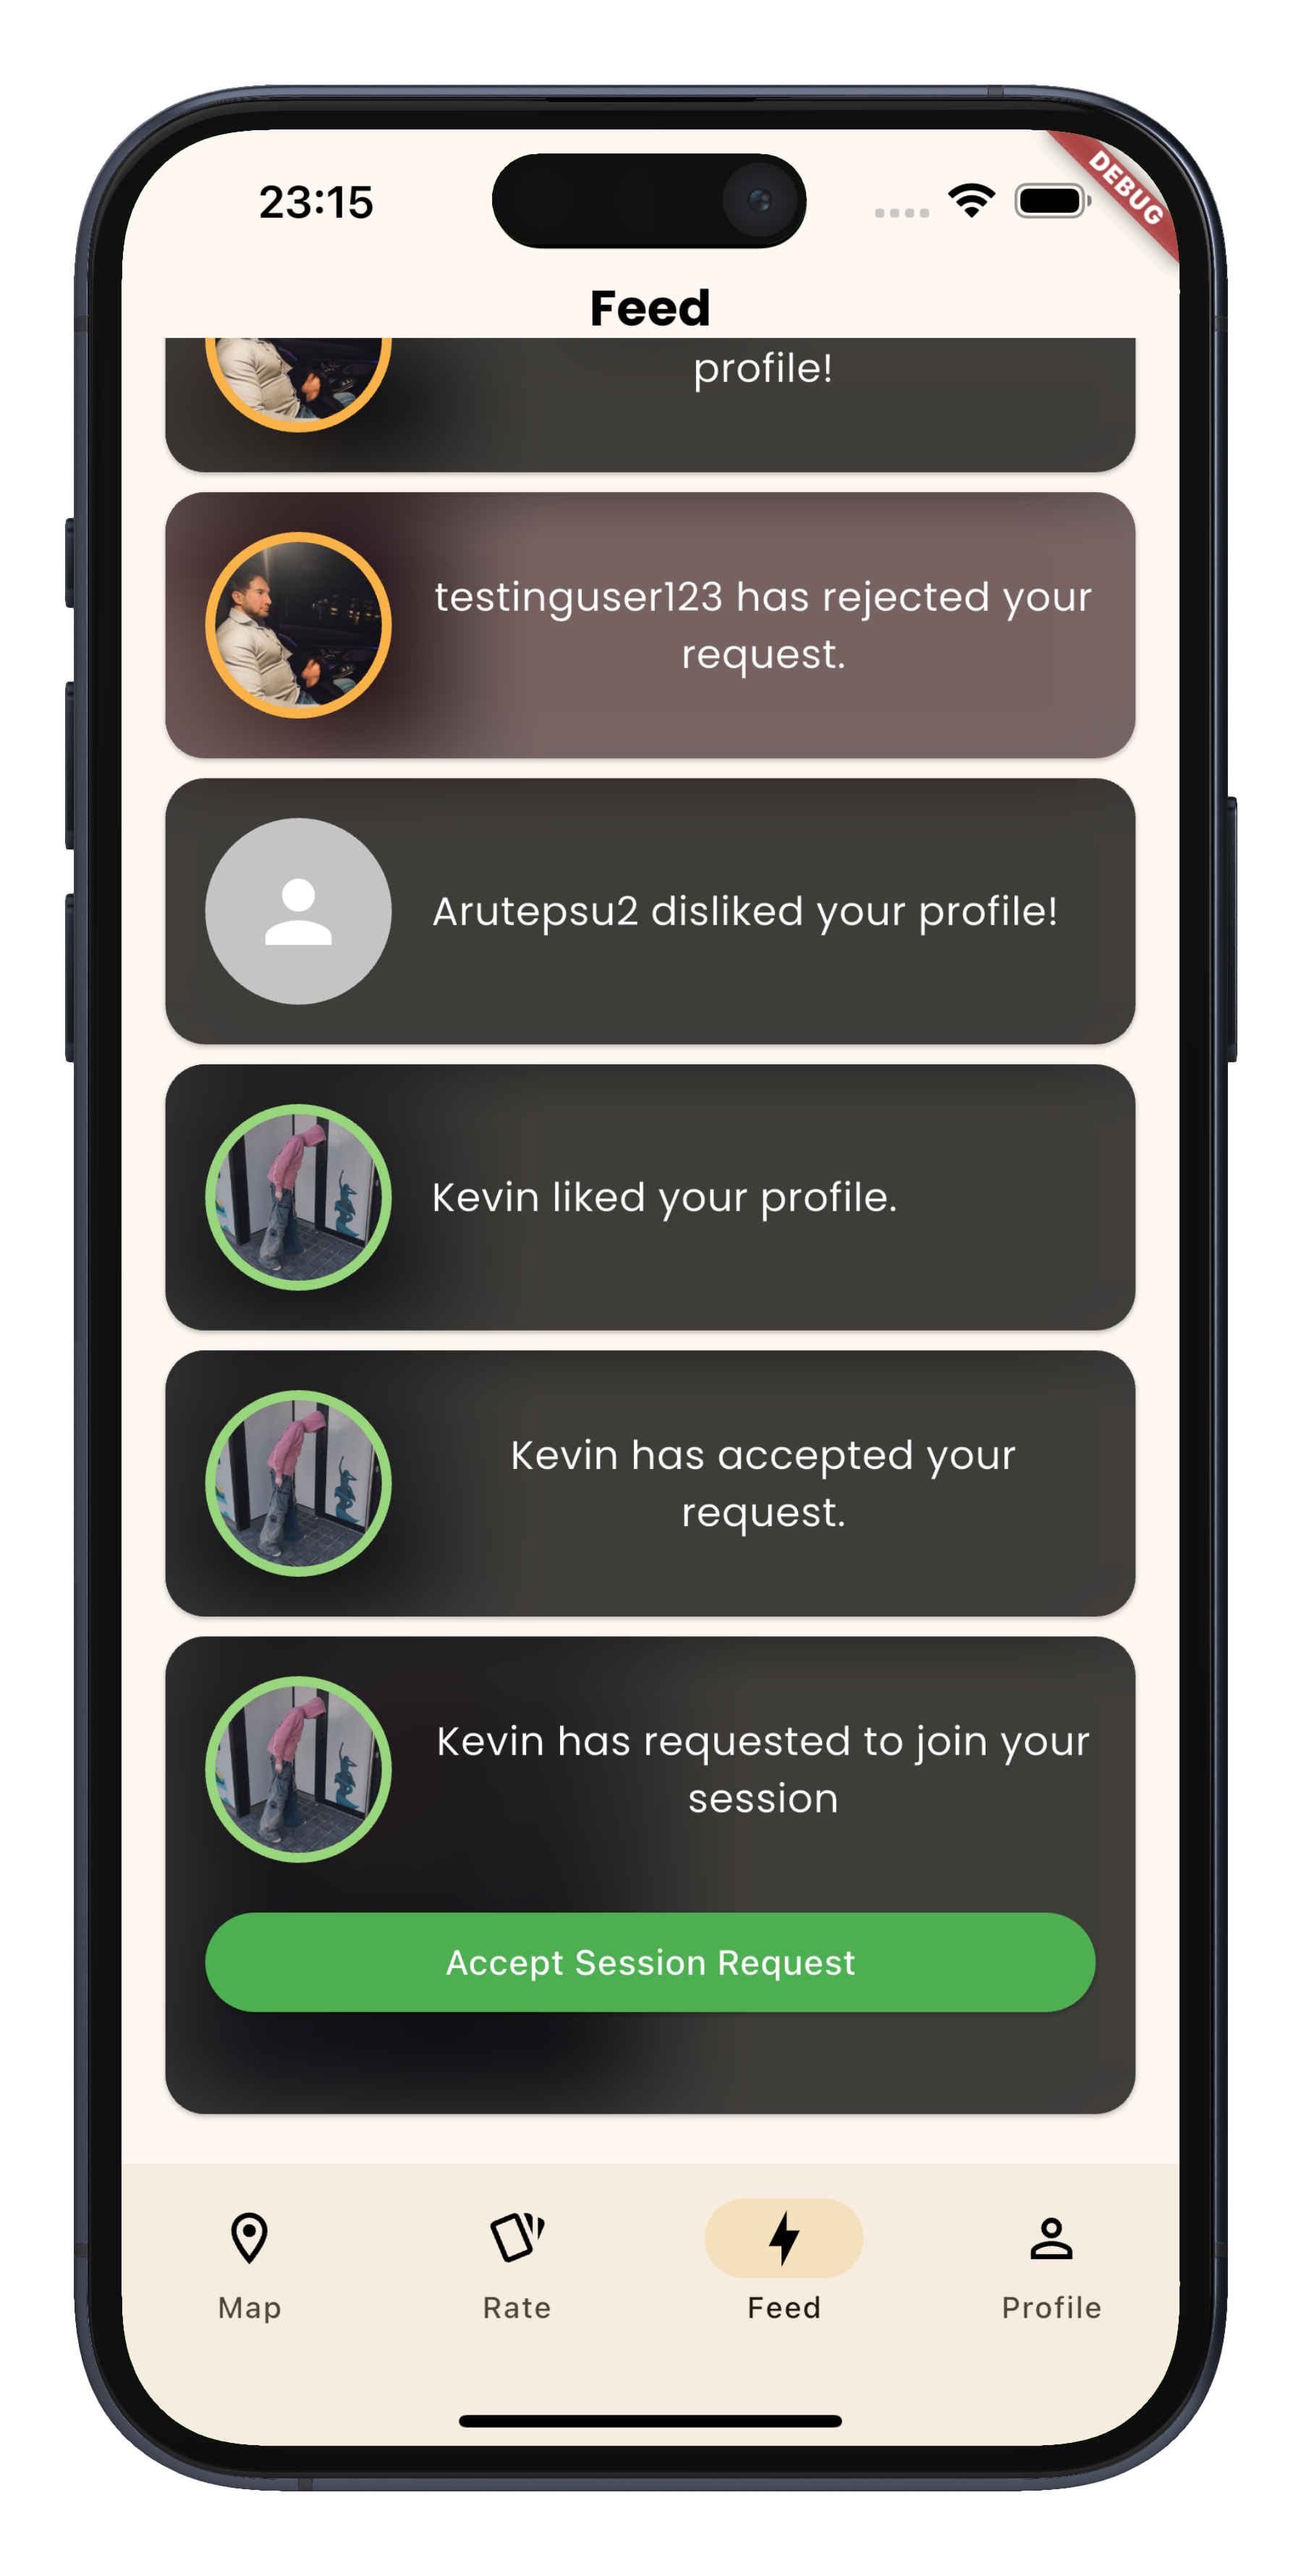 23:15
DEBUG
Feed
profile!
testinguser123 has rejected your
request.
Arutepsu2 disliked your profile!
Kevin liked your profile.
Kevin has accepted your
request.
Kevin has requested to join your
session
Accept Session Request
Map
Rate
Feed
Profile